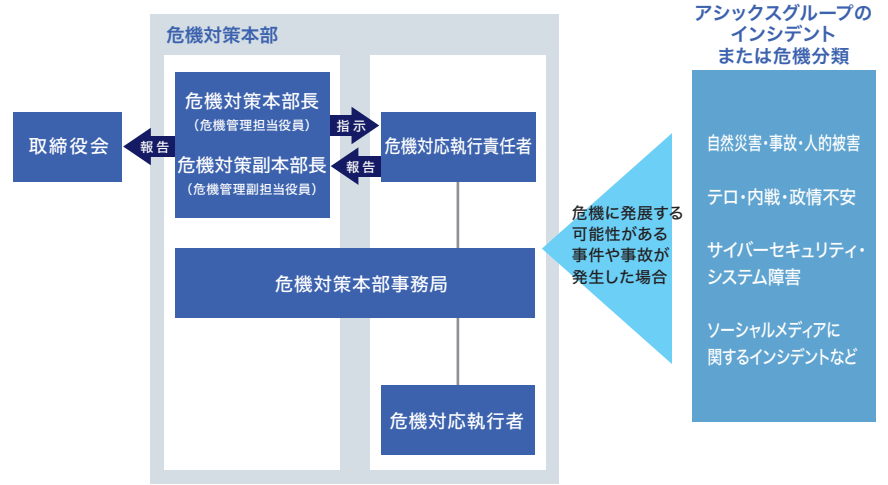 危機対策本部
取締役会
報告
危機対策本部長
（危機管理担当役員）
危機対策副本部長
（危機管理副担当役員）
指示
報告
危機対応執行責任者
危機対策本部事務局
危機対応執行者
危機に発展する
可能性がある
事件や事故が
発生した場合
アシックスグループの
インシデント
または危機分類
自然災害・事故・人的被害
テロ・内戦・政情不安
サイバーセキュリティ・
システム障害
ソーシャルメディアに
関するインシデントなど